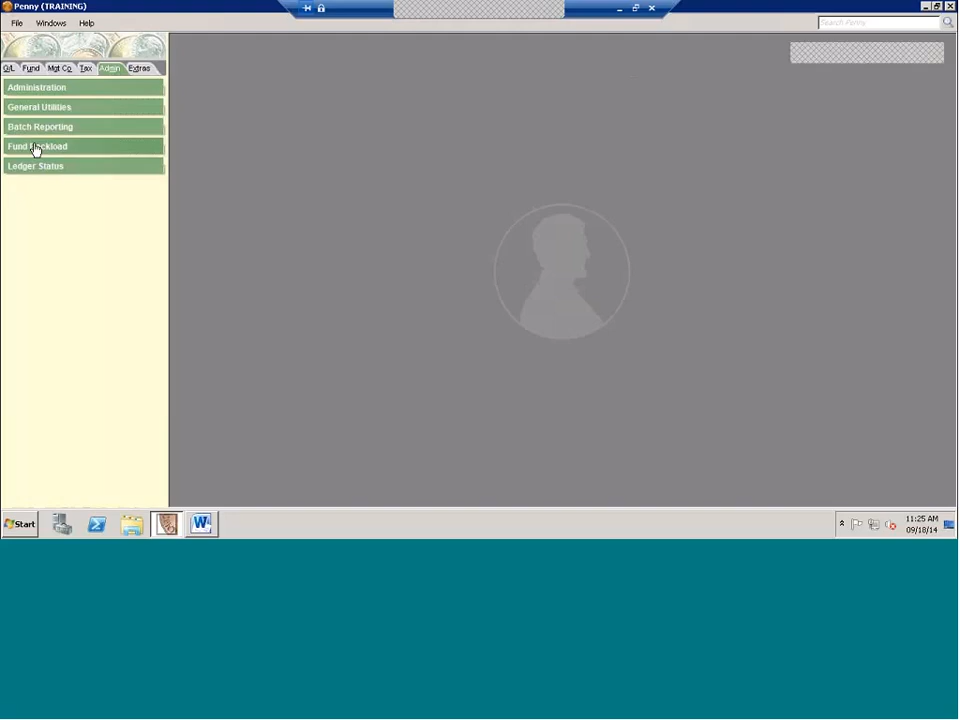 Penny (TRAINING)
File Windows Help
Search Penny
G/L Fund Mgt Co Tax Admin Extras
Administration
General Utilities
Batch Reporting
Fund Backload
Ledger Status
Start
11:25 AM
09/18/14